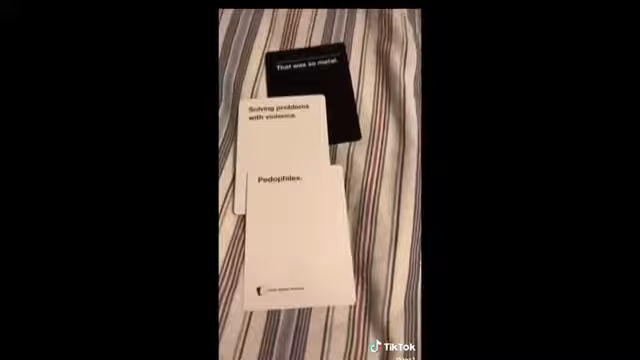 That was so metal.
Solving problems
with violence.
Pedophiles.
TikTok